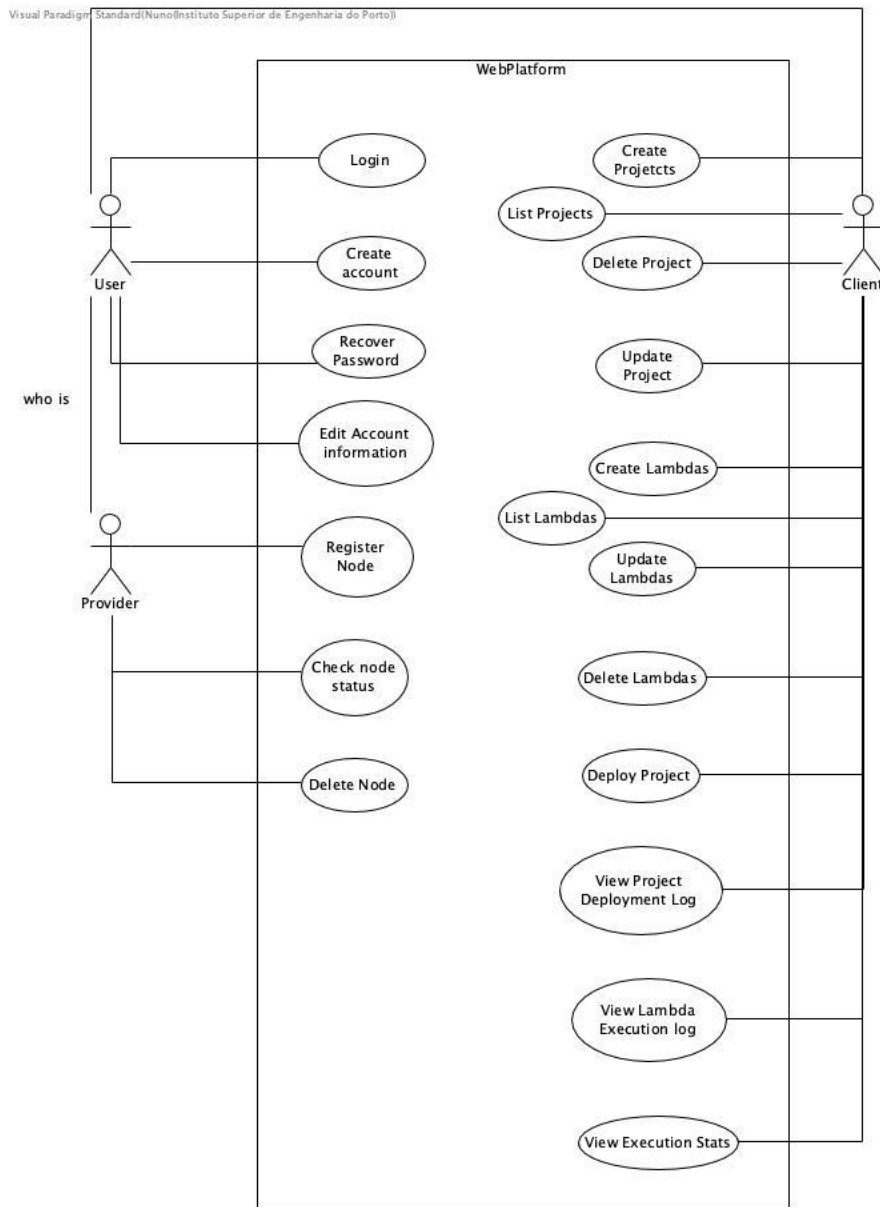 Visual Paradigm Standard(Nuno(Instituto Superior de Engenharia do Porto))
WebPlatform
Login
Create
Projetcts
List Projects
User
Create
account
Delete Project
Client
Recover
Password
Update
Project
who is
Edit Account
information
Create Lambdas
List Lambdas
Provider
Register
Node
Update
Lambdas
Check node
status
Delete Lambdas
Delete Node
Deploy Project
View Project
Deployment Log
View Lambda
Execution log
View Execution Stats